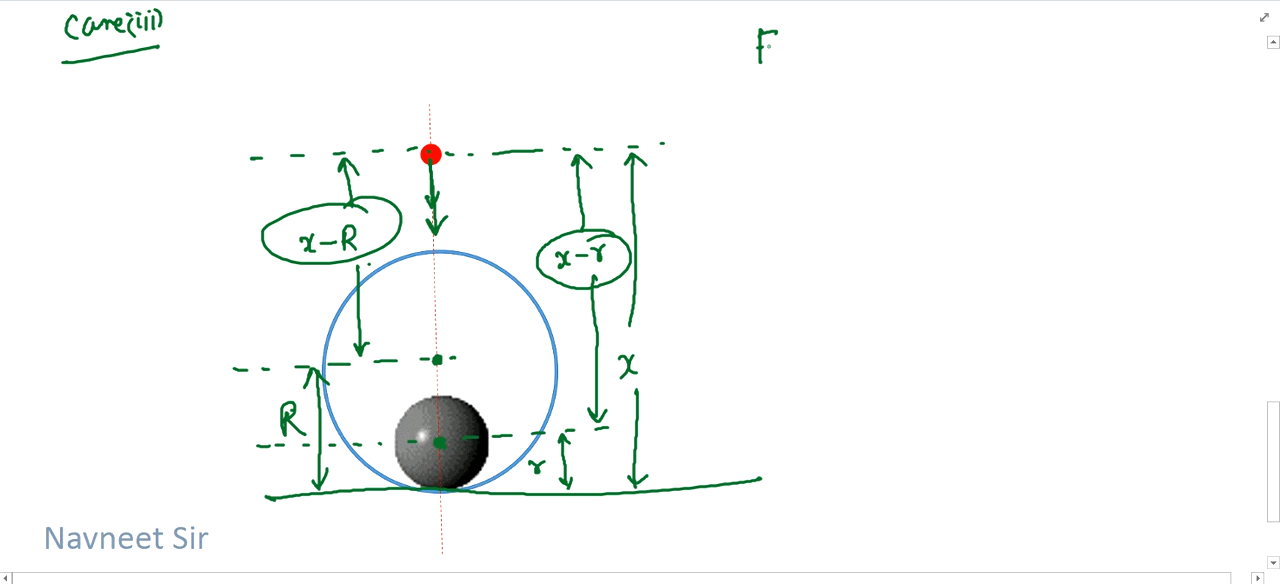 Case(iii)
F
x-R
x-r
x
R
r
Navneet Sir